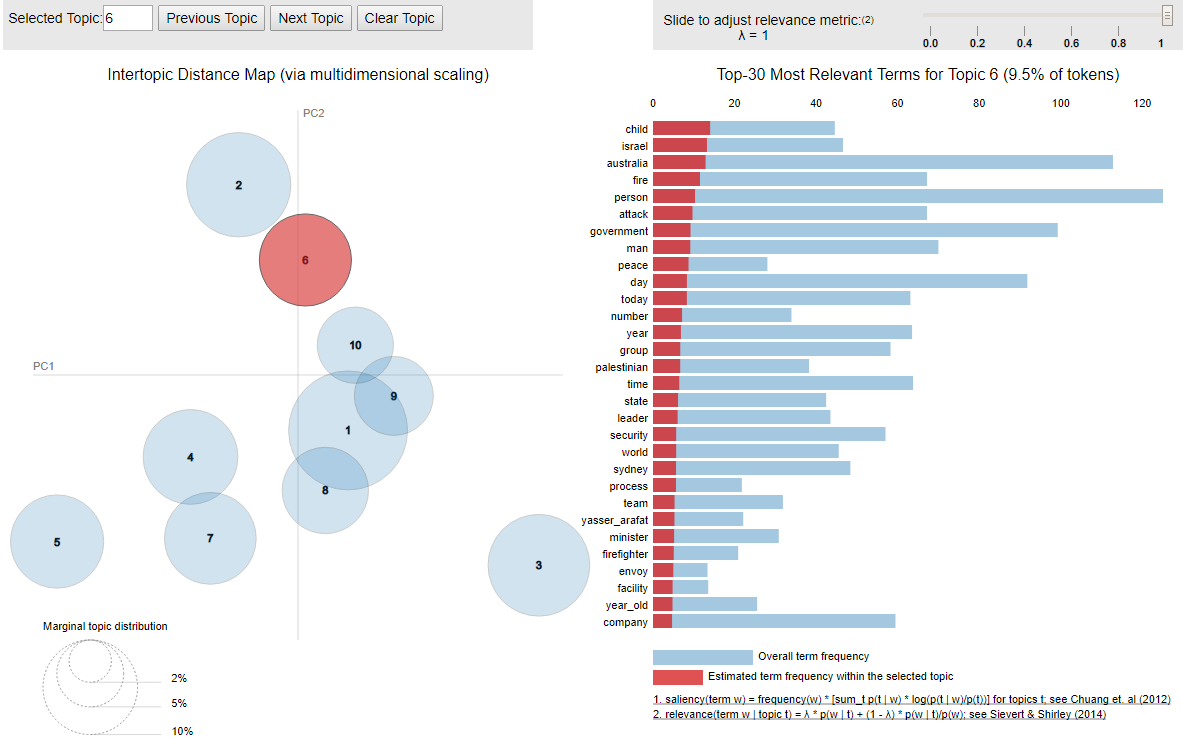 Selected Topic: 6 Previous Topic Next Topic Clear Topic
Slide to adjust relevance metric:(2)
λ = 1
0.0 0.2 0.4 0.6 0.8 1
Intertopic Distance Map (via multidimensional scaling)
PC2
PC1
2
6
10
9
1
4
8
7
5
3
Marginal topic distribution
2%
5%
10%
Top-30 Most Relevant Terms for Topic 6 (9.5% of tokens)
0 20 40 60 80 100 120
child
israel
australia
fire
person
attack
government
man
peace
day
today
number
year
group
palestinian
time
state
leader
security
world
sydney
process
team
yasser_arafat
minister
firefighter
envoy
facility
year_old
company
Overall term frequency
Estimated term frequency within the selected topic
1. saliency(term w) = frequency(w) * [sum_t p(t | w) * log(p(t | w)/p(t))] for topics t; see Chuang et. al (2012)
2. relevance(term w | topic t) = λ * p(w | t) + (1 - λ) * p(w | t)/p(w); see Sievert & Shirley (2014)